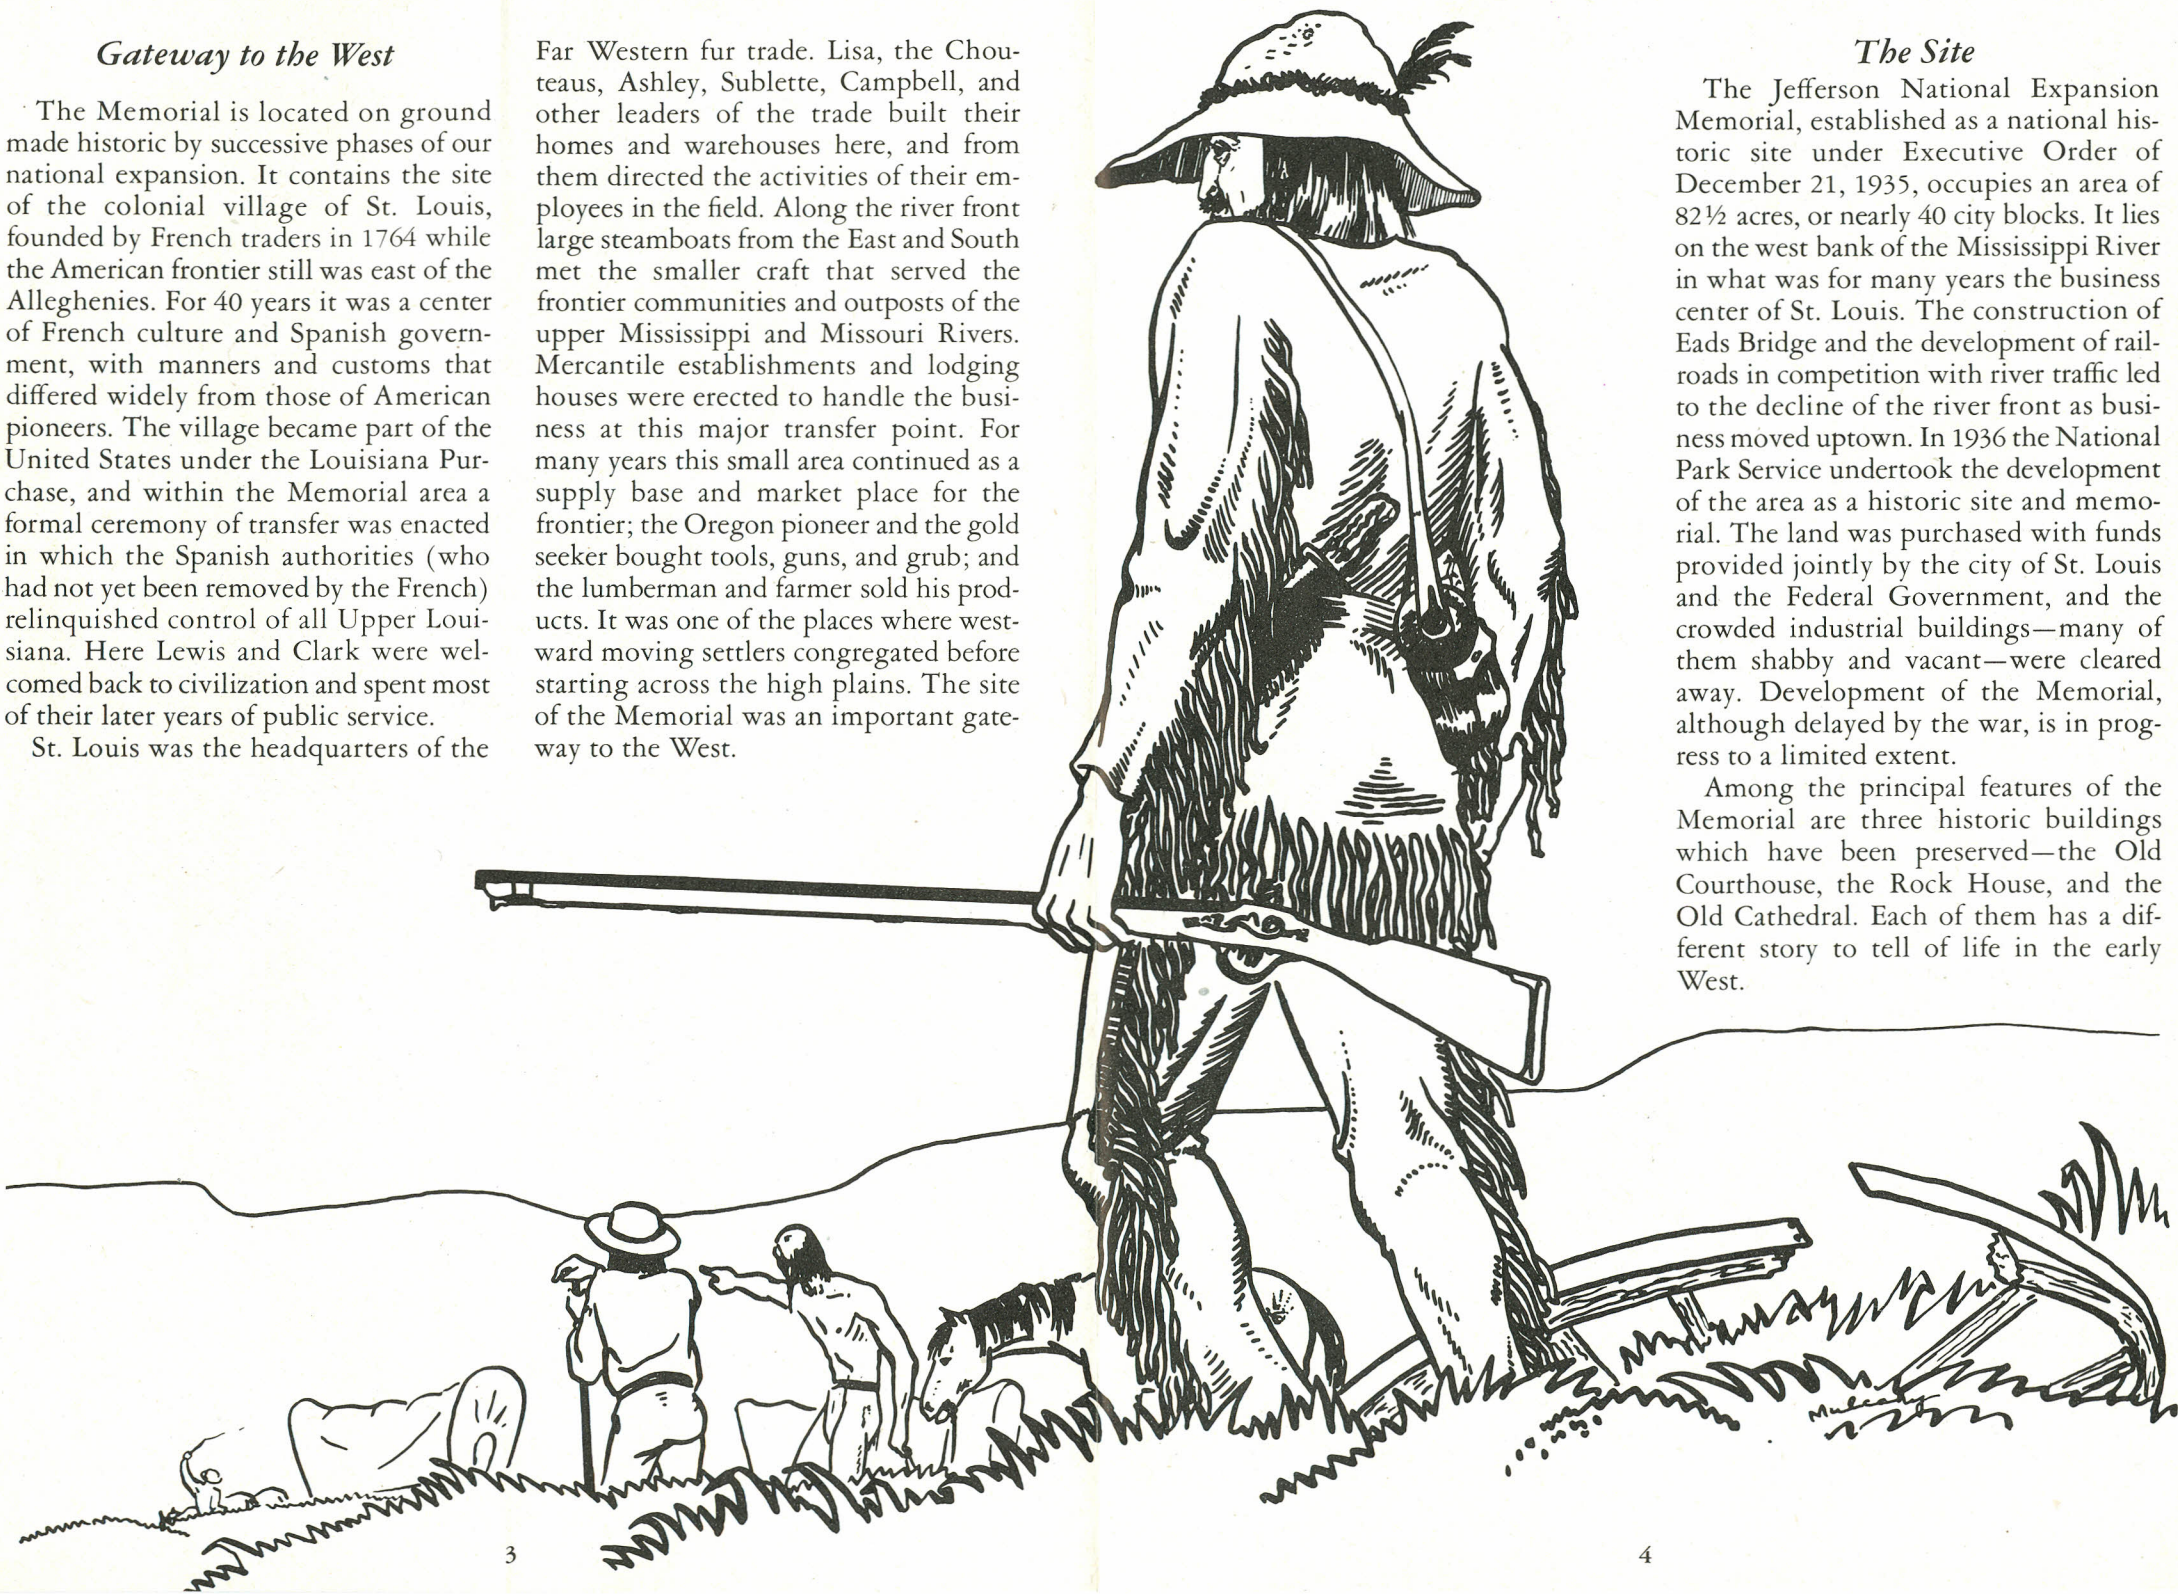 Gateway to the West
The Memorial is located on ground
made historic by successive phases of our
national expansion. It contains the site
of the colonial village of St. Louis,
founded by French traders in 1764 while
the American frontier still was east of the
Alleghenies. For 40 years it was a center
of French culture and Spanish govern-
ment, with manners and customs that
differed widely from those of American
pioneers. The village became part of the
United States under the Louisiana Pur-
chase, and within the Memorial area a
formal ceremony of transfer was enacted
in which the Spanish authorities (who
had not yet been removed by the French)
relinquished control of all Upper Loui-
siana. Here Lewis and Clark were wel-
comed back to civilization and spent most
of their later years of public service.
St. Louis was the headquarters of the
Far Western fur trade. Lisa, the Chou-
teaus, Ashley, Sublette, Campbell, and
other leaders of the trade built their
homes and warehouses here, and from
them directed the activities of their em-
ployees in the field. Along the river front
large steamboats from the East and South
met the smaller craft that served the
frontier communities and outposts of the
upper Mississippi and Missouri Rivers.
Mercantile establishments and lodging
houses were erected to handle the busi-
ness at this major transfer point. For
many years this small area continued as a
supply base and market place for the
frontier; the Oregon pioneer and the gold
seeker bought tools, guns, and grub; and
the lumberman and farmer sold his prod-
ucts. It was one of the places where west-
ward moving settlers congregated before
starting across the high plains. The site
of the Memorial was an important gate-
way to the West.
3
The Site
The Jefferson National Expansion
Memorial, established as a national his-
toric site under Executive Order of
December 21, 1935, occupies an area of
82½ acres, or nearly 40 city blocks. It lies
on the west bank of the Mississippi River
in what was for many years the business
center of St. Louis. The construction of
Eads Bridge and the development of rail-
roads in competition with river traffic led
to the decline of the river front as busi-
ness moved uptown. In 1936 the National
Park Service undertook the development
of the area as a historic site and memo-
rial. The land was purchased with funds
provided jointly by the city of St. Louis
and the Federal Government, and the
crowded industrial buildings—many of
them shabby and vacant—were cleared
away. Development of the Memorial,
although delayed by the war, is in prog-
ress to a limited extent.
Among the principal features of the
Memorial are three historic buildings
which have been preserved—the Old
Courthouse, the Rock House, and the
Old Cathedral. Each of them has a dif-
ferent story to tell of life in the early
West.
Mulcahy
4